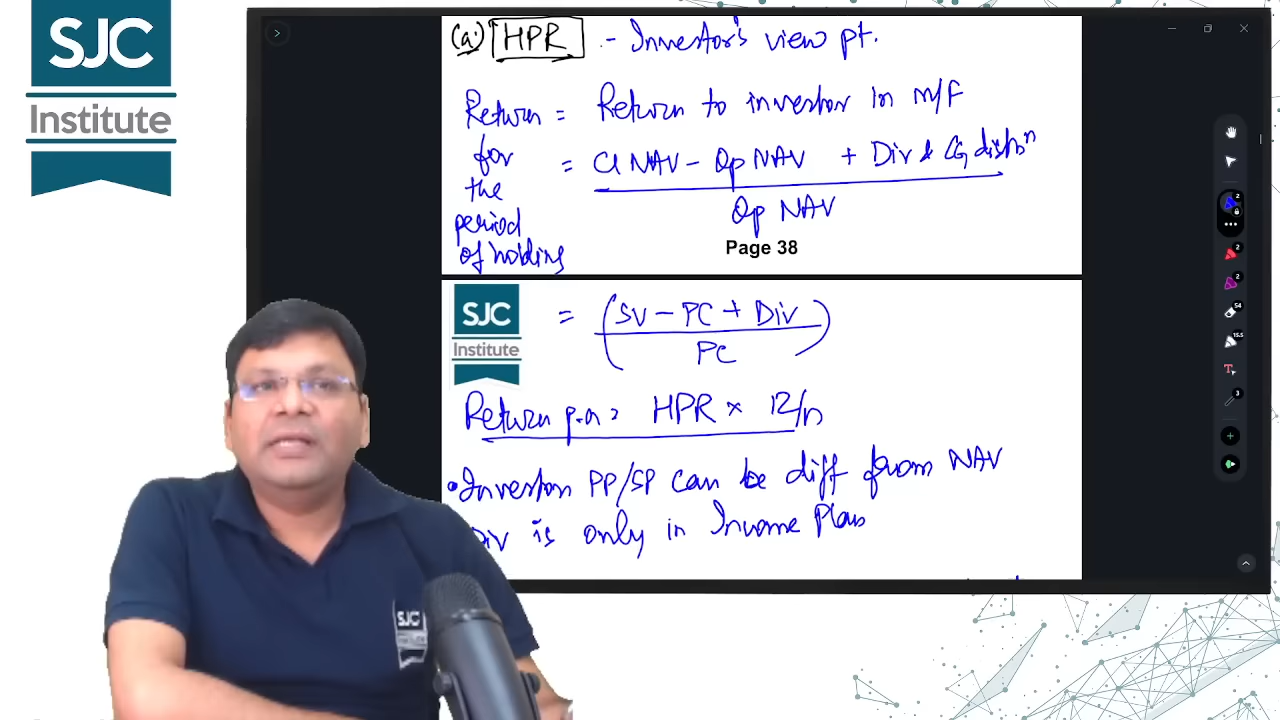 SJC
Institute
(a) HPR - Investor's view pt.
Return = Return to investor in M/F
for
the
period
of holding
= Cl NAV - Op NAV + Div & CG distbⁿ
Op NAV
Page 38
SJC
Institute
= (SV - PC + Div)
PC
Return p.a = HPR × 12/n
• Investors PP/SP can be diff from NAV
Div is only in Income Plan
SJC